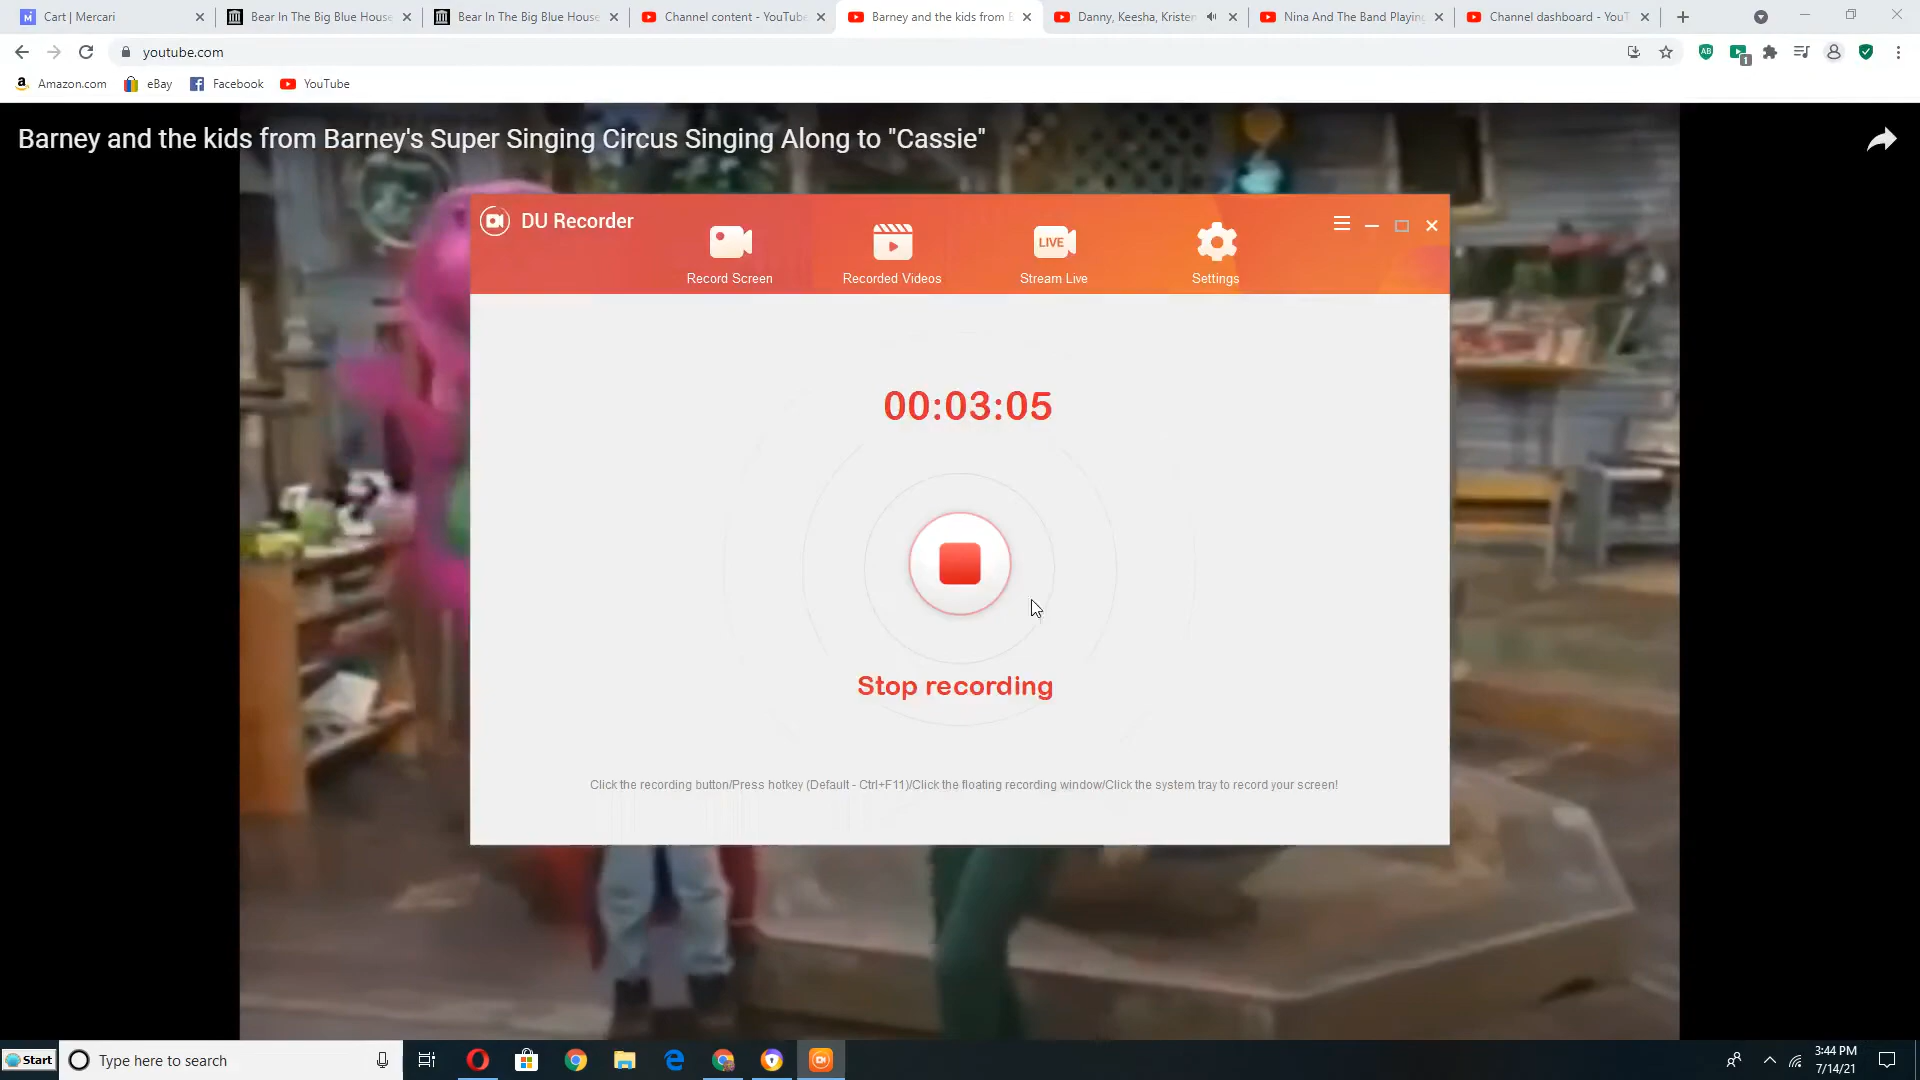 Cart | Mercari
Bear In The Big Blue House
Bear In The Big Blue House
Channel content - YouTube
Barney and the kids from B
Danny, Keesha, Kristen
Nina And The Band Playing
Channel dashboard - YouT
youtube.com
1
Amazon.com
eBay
Facebook
YouTube
Barney and the kids from Barney's Super Singing Circus Singing Along to "Cassie"
DU Recorder
LIVE
Record Screen
Recorded Videos
Stream Live
Settings
00:03:05
Stop recording
Click the recording button/Press hotkey (Default - Ctrl+F11)/Click the floating recording window/Click the system tray to record your screen!
Start
Type here to search
3:44 PM
7/14/21